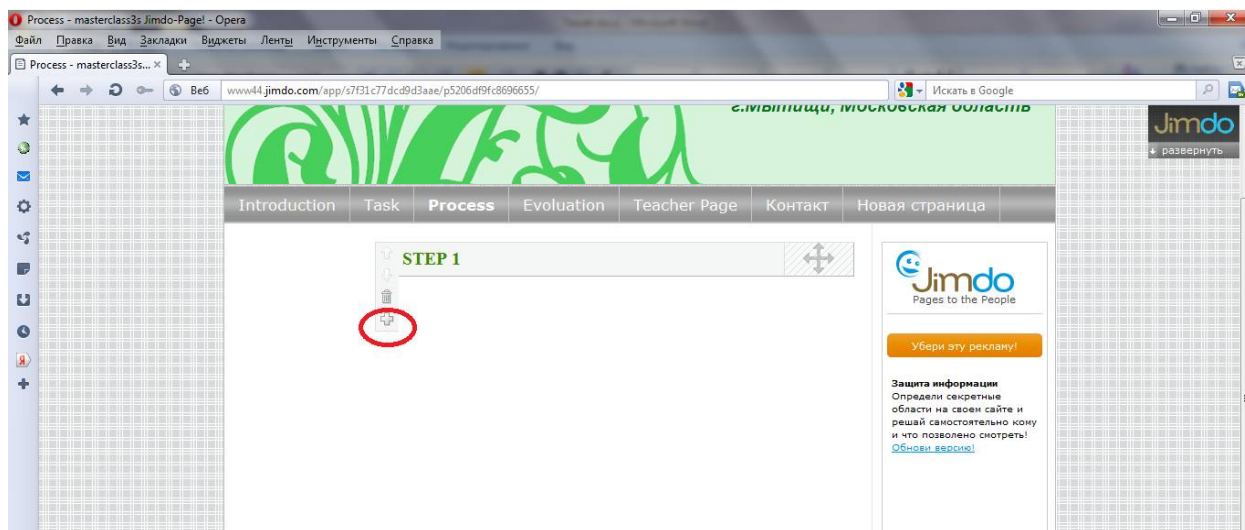 Process - masterclass3s Jimdo-Page! - Opera
Файл Правка Вид Закладки Виджеты Ленты Инструменты Справка
Process - masterclass3s...
Веб www44.jimdo.com/app/s7f31c77dcd9d3aae/p5206df9fc8696655/ Искать в Google
г.Мытищи, Московская область
Jimdo
развернуть
Introduction Task Process Evoluation Teacher Page Контакт Новая страница
STEP 1
Jimdo
Pages to the People
Убери эту рекламу!
Защита информации
Определи секретные
области на своем сайте и
решай самостоятельно кому
и что позволено смотреть!
Обнови версию!
Я